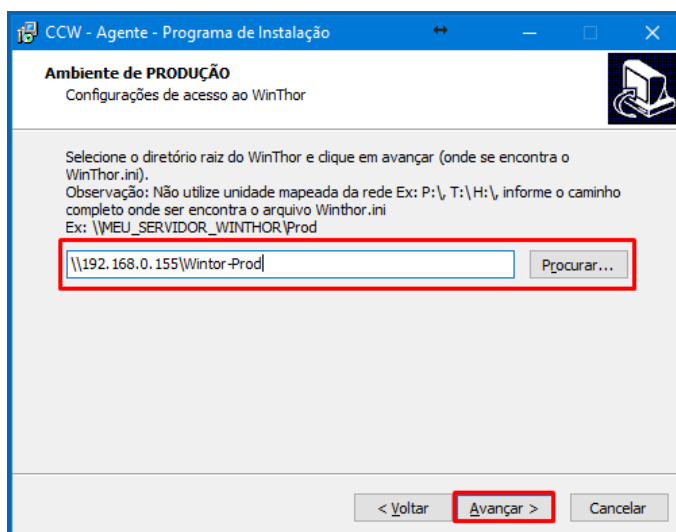 CCW - Agente - Programa de Instalação
Ambiente de PRODUÇÃO
Configurações de acesso ao WinThor
Selecione o diretório raiz do WinThor e clique em avançar (onde se encontra o
WinThor.ini).
Observação: Não utilize unidade mapeada da rede Ex: P:\, T:\ H:\, informe o caminho
completo onde ser encontra o arquivo Winthor.ini
Ex: \\MEU_SERVIDOR_WINTHOR\Prod
\\192.168.0.155\Wintor-Prod
Procurar...
< Voltar
Avançar >
Cancelar